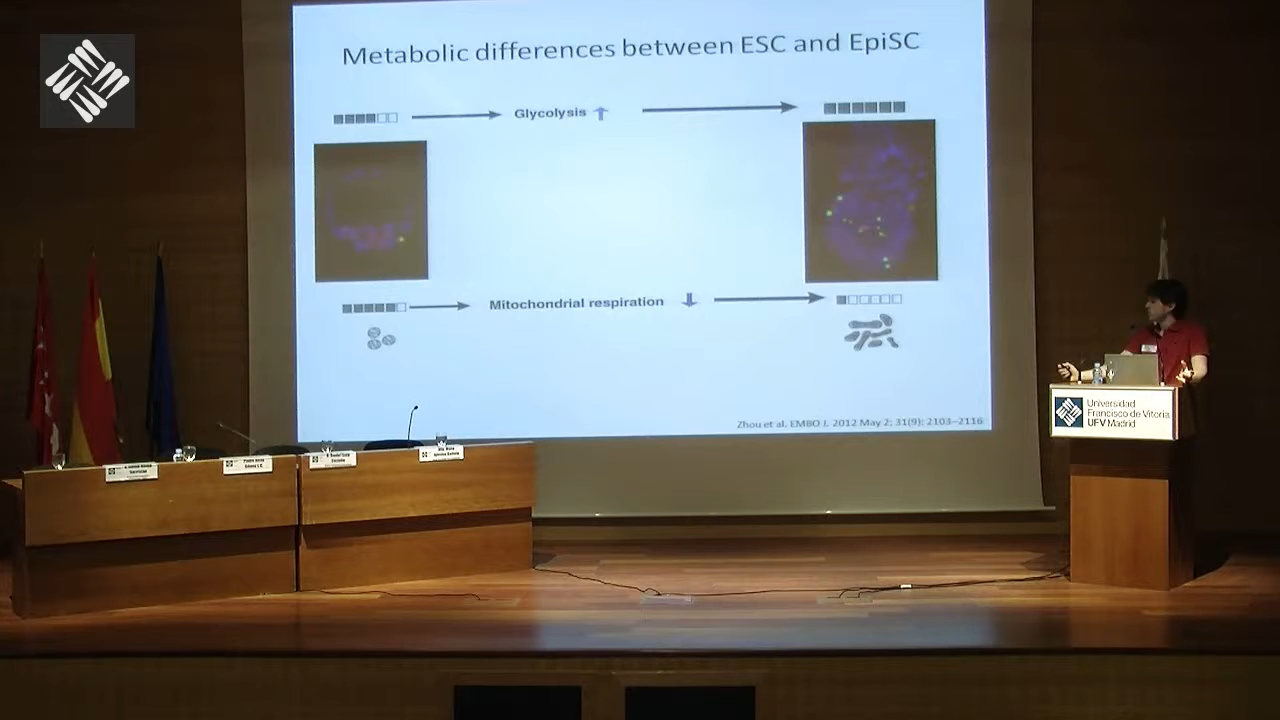 Metabolic differences between ESC and EpiSC
Glycolysis
Mitochondrial respiration
Zhou et al. EMBO J. 2012 May 2; 31(9): 2103–2116
Universidad
Francisco de Vitoria
UFV Madrid